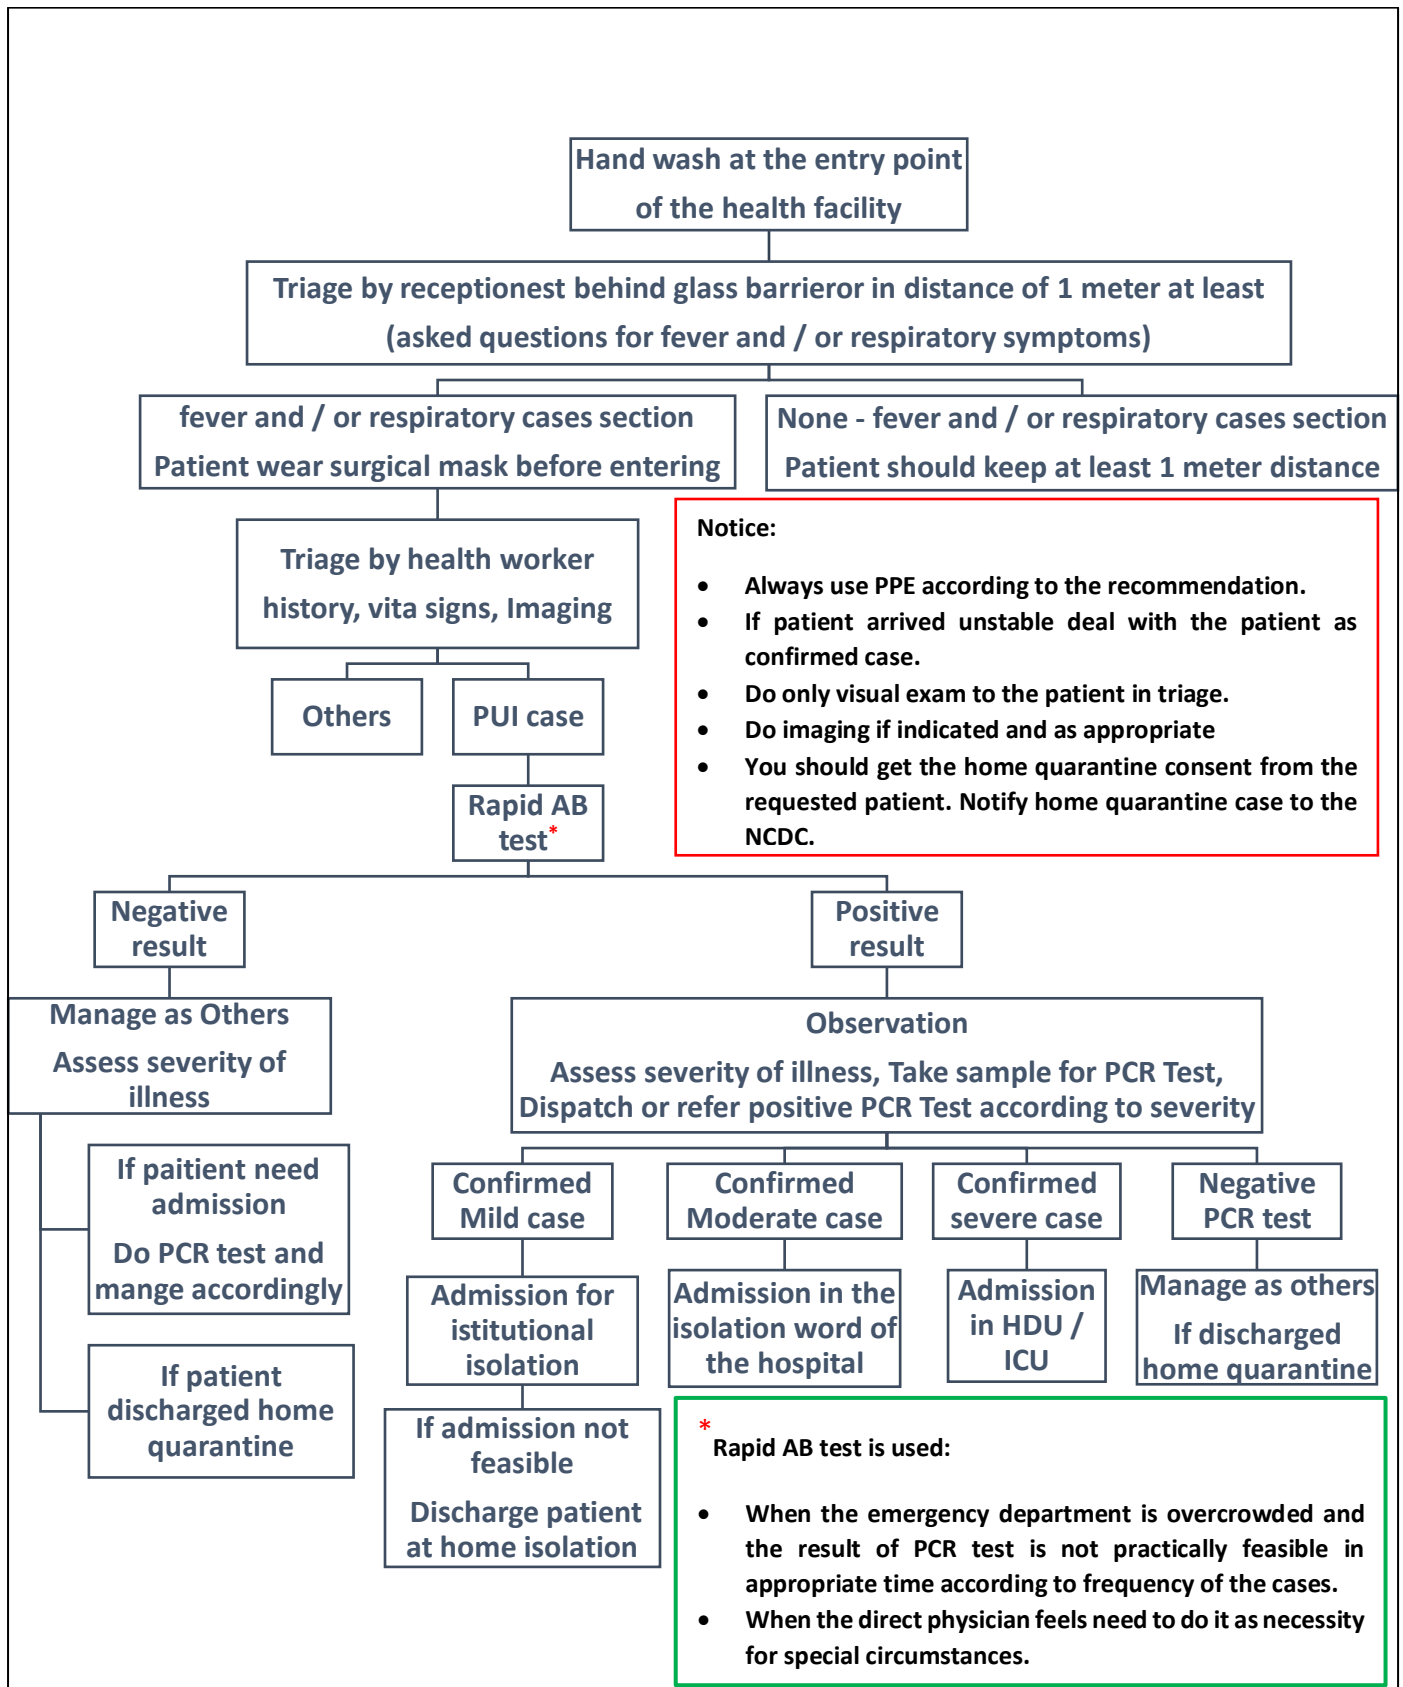 Hand wash at the entry point
of the health facility
Triage by receptionest behind glass barrieror in distance of 1 meter at least
(asked questions for fever and / or respiratory symptoms)
fever and / or respiratory cases section
Patient wear surgical mask before entering
None - fever and / or respiratory cases section
Patient should keep at least 1 meter distance
Triage by health worker
history, vita signs, Imaging
Notice:
• Always use PPE according to the recommendation.
• If patient arrived unstable deal with the patient as
confirmed case.
• Do only visual exam to the patient in triage.
• Do imaging if indicated and as appropriate
• You should get the home quarantine consent from the
requested patient. Notify home quarantine case to the
NCDC.
Others
PUI case
Rapid AB
test*
Negative
result
Positive
result
Manage as Others
Assess severity of
illness
Observation
Assess severity of illness, Take sample for PCR Test,
Dispatch or refer positive PCR Test according to severity
If paitient need
admission
Do PCR test and
mange accordingly
If patient
discharged home
quarantine
Confirmed
Mild case
Confirmed
Moderate case
Confirmed
severe case
Negative
PCR test
Admission for
istitutional
isolation
Admission in the
isolation word of
the hospital
Admission
in HDU /
ICU
Manage as others
If discharged
home quarantine
If admission not
feasible
Discharge patient
at home isolation
*Rapid AB test is used:
• When the emergency department is overcrowded and
the result of PCR test is not practically feasible in
appropriate time according to frequency of the cases.
• When the direct physician feels need to do it as necessity
for special circumstances.